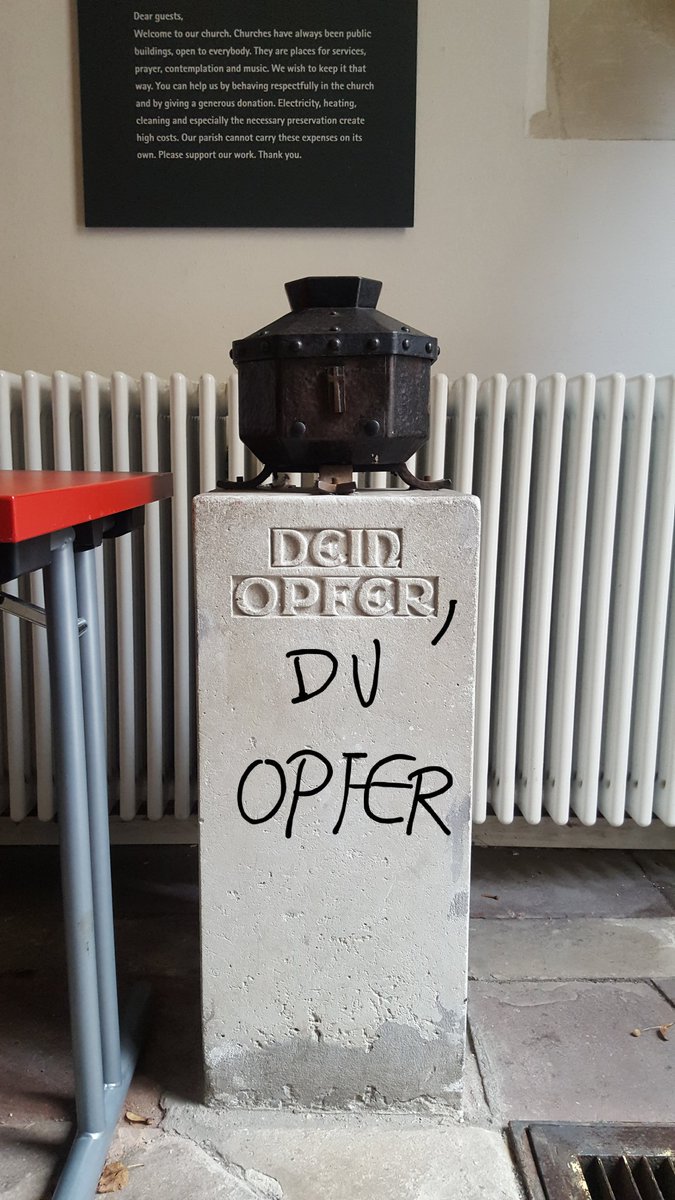 Dear guests,
Welcome to our church. Churches have always been public
buildings, open to everybody. They are places for services,
prayer, contemplation and music. We wish to keep it that
way. You can help us by behaving respectfully in the church
and by giving a generous donation. Electricity, heating,
cleaning and especially the necessary preservation create
high costs. Our parish cannot carry these expenses on its
own. Please support our work. Thank you.
DEIN
OPFER,
DU
OPFER